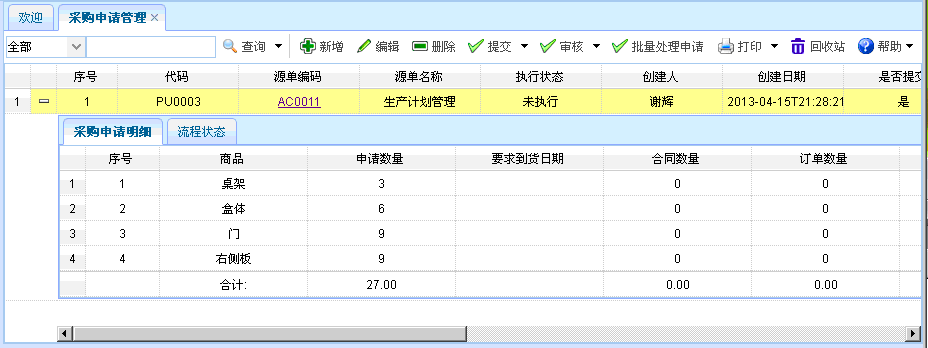 欢迎 采购申请管理
全部 查询 新增 编辑 删除 提交 审核 批量处理申请 打印 回收站 帮助
序号 代码 源单编码 源单名称 执行状态 创建人 创建日期 是否提交
1 1 PU0003 AC0011 生产计划管理 未执行 谢辉 2013-04-15T21:28:21 是
采购申请明细 流程状态
序号 商品 申请数量 要求到货日期 合同数量 订单数量
1 1 桌架 3 0 0
2 2 盒体 6 0 0
3 3 门 9 0 0
4 4 右侧板 9 0 0
合计: 27.00 0.00 0.00